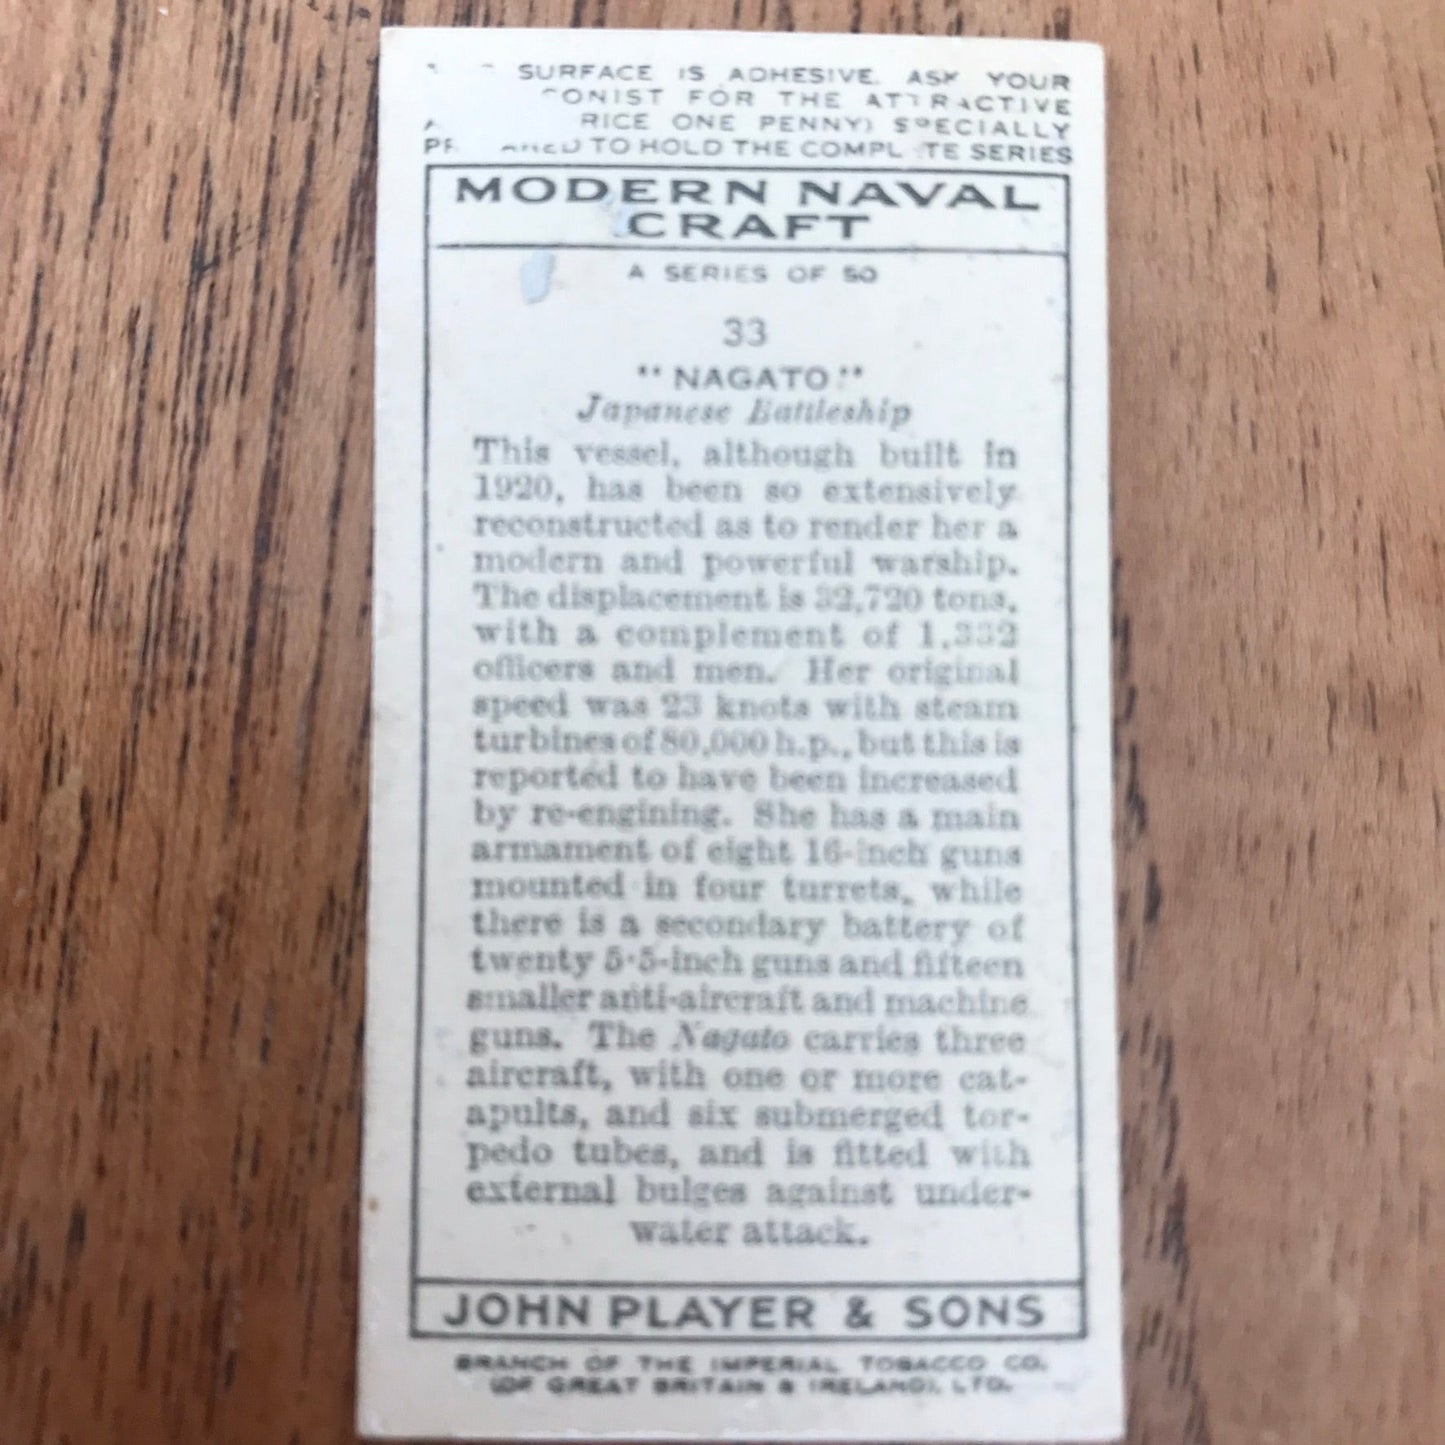 SURFACE IS ADHESIVE. ASK YOUR
FOR THE ATTRACTIVE
ONE PENNY) SPECIALLY
TO HOLD THE COMPLETE SERIES
MODERN NAVAL
CRAFT
A SERIES OF 50
33
"NAGATO."
Japanese Battleship
This vessel, although built in
1920, has been so extensively
reconstructed as to render her a
modern and powerful warship.
The displacement is 32,720 tons,
with a complement of 1,332
officers and men. Her original
speed was 23 knots with steam
turbines of 80,000 h.p., but this is
reported to have been increased
by re-engining. She has a main
armament of eight 16-inch guns
mounted in four turrets, while
there is a secondary battery of
twenty 5·5-inch guns and fifteen
smaller anti-aircraft and machine
guns. The Nagato carries three
aircraft, with one or more cat-
apults, and six submerged tor-
pedo tubes, and is fitted with
external bulges against under-
water attack.
JOHN PLAYER & SONS
BRANCH OF THE IMPERIAL TOBACCO CO.
(OF GREAT BRITAIN & IRELAND), LTD.